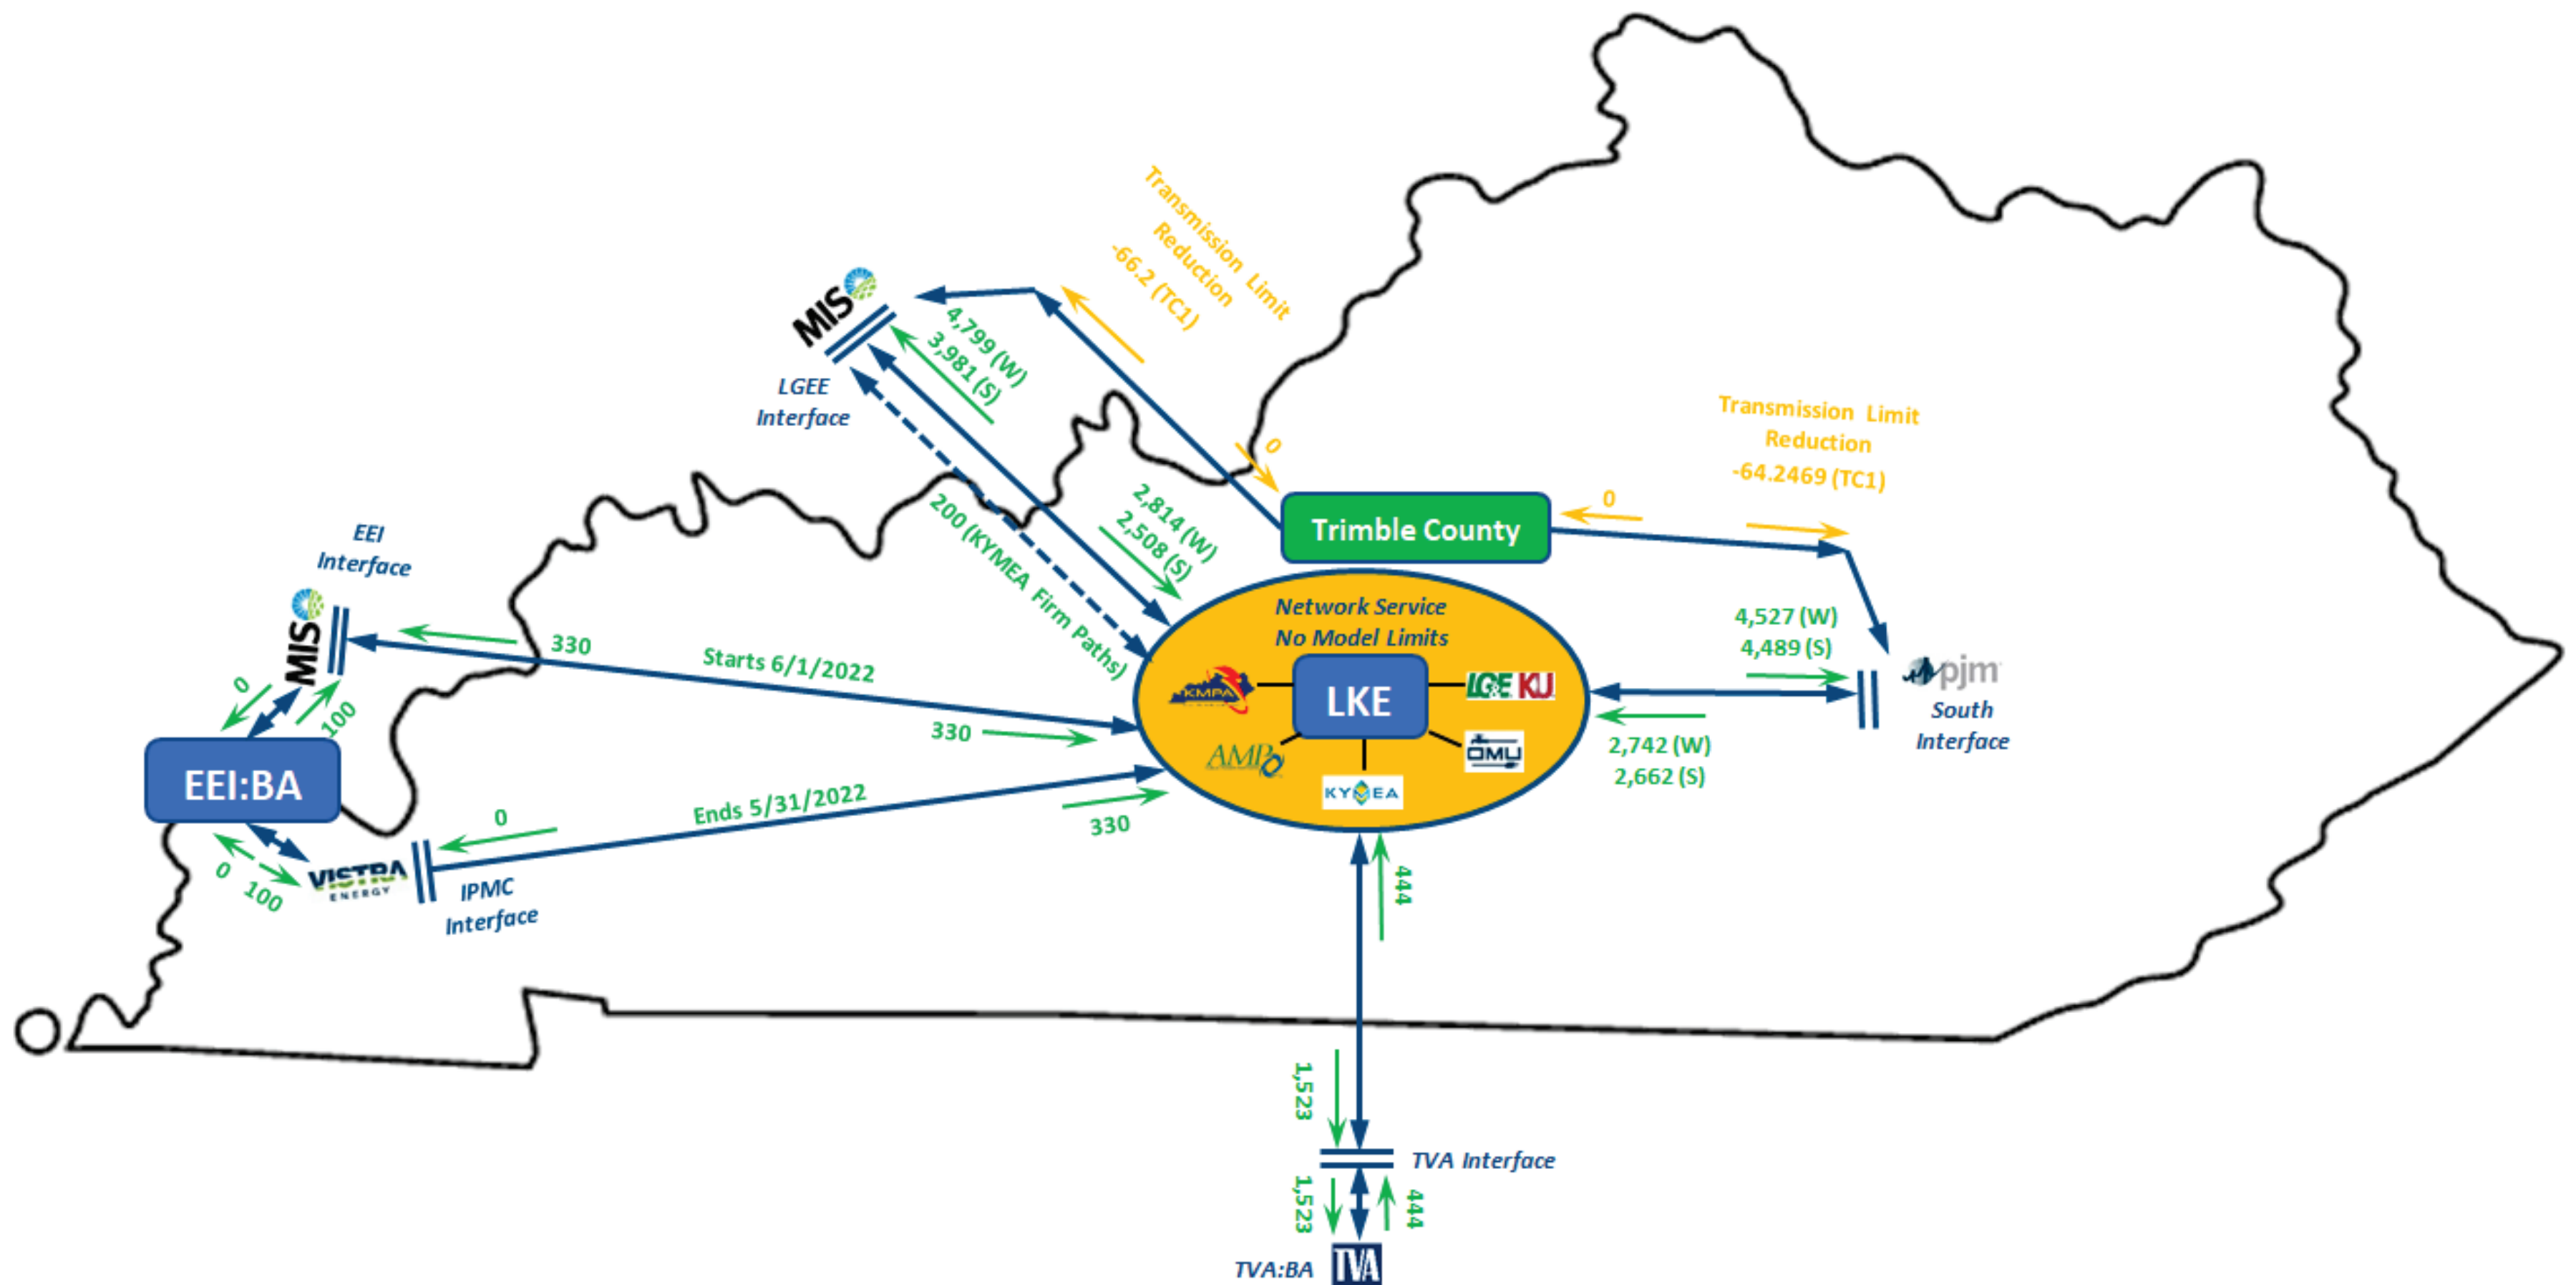 Transmission Limit
Reduction
-66.2 (TC1)
MISO
LGEE
Interface
4,799 (W)
3,981 (S)
0
Transmission Limit
Reduction
-64.2469 (TC1)
0
Trimble County
200 (KYMEA Firm Paths)
2,814 (W)
2,508 (S)
EEI
Interface
MISO
330
Starts 6/1/2022
330
0
100
EEI:BA
0
100
VISTRA
ENERGY
IPMC
Interface
0
Ends 5/31/2022
330
Network Service
No Model Limits
KMPA
LKE
LG&E KU
AMP
OMU
KYMEA
4,527 (W)
4,489 (S)
pjm
South
Interface
2,742 (W)
2,662 (S)
444
1,523
TVA Interface
1,523
444
TVA:BA
TVA